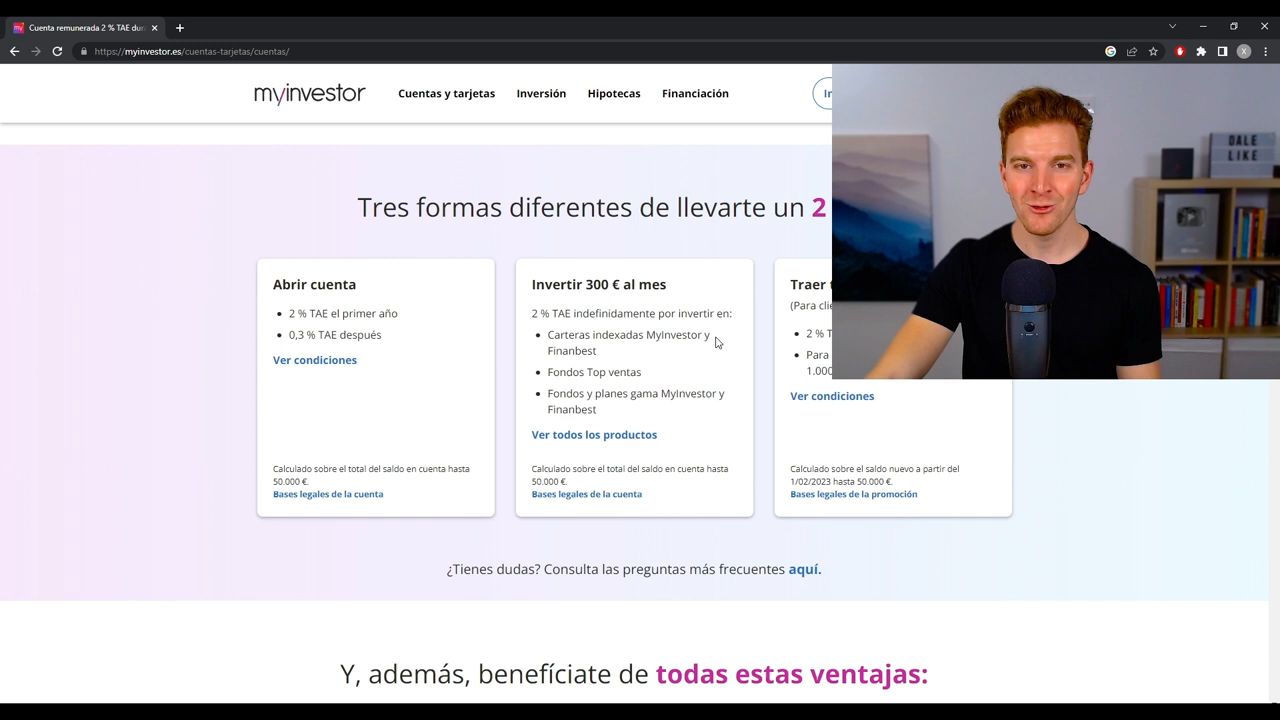 Cuenta remunerada 2 % TAE du
https://myinvestor.es/cuentas-tarjetas/cuentas/
X
myinvestor
Cuentas y tarjetas
Inversión
Hipotecas
Financiación
DALE
LIKE
Tres formas diferentes de llevarte un 2
Abrir cuenta
2 % TAE el primer año
0,3 % TAE después
Ver condiciones
Calculado sobre el total del saldo en cuenta hasta
50.000 €.
Bases legales de la cuenta
Invertir 300 € al mes
2 % TAE indefinidamente por invertir en:
Carteras indexadas MyInvestor y
Finanbest
Fondos Top ventas
Fondos y planes gama MyInvestor y
Finanbest
Ver todos los productos
Calculado sobre el total del saldo en cuenta hasta
50.000 €.
Bases legales de la cuenta
Traer
(Para clie
2 % T
Para
1.000
Ver condiciones
Calculado sobre el saldo nuevo a partir del
1/02/2023 hasta 50.000 €.
Bases legales de la promoción
¿Tienes dudas? Consulta las preguntas más frecuentes aquí.
Y, además, benefíciate de todas estas ventajas: